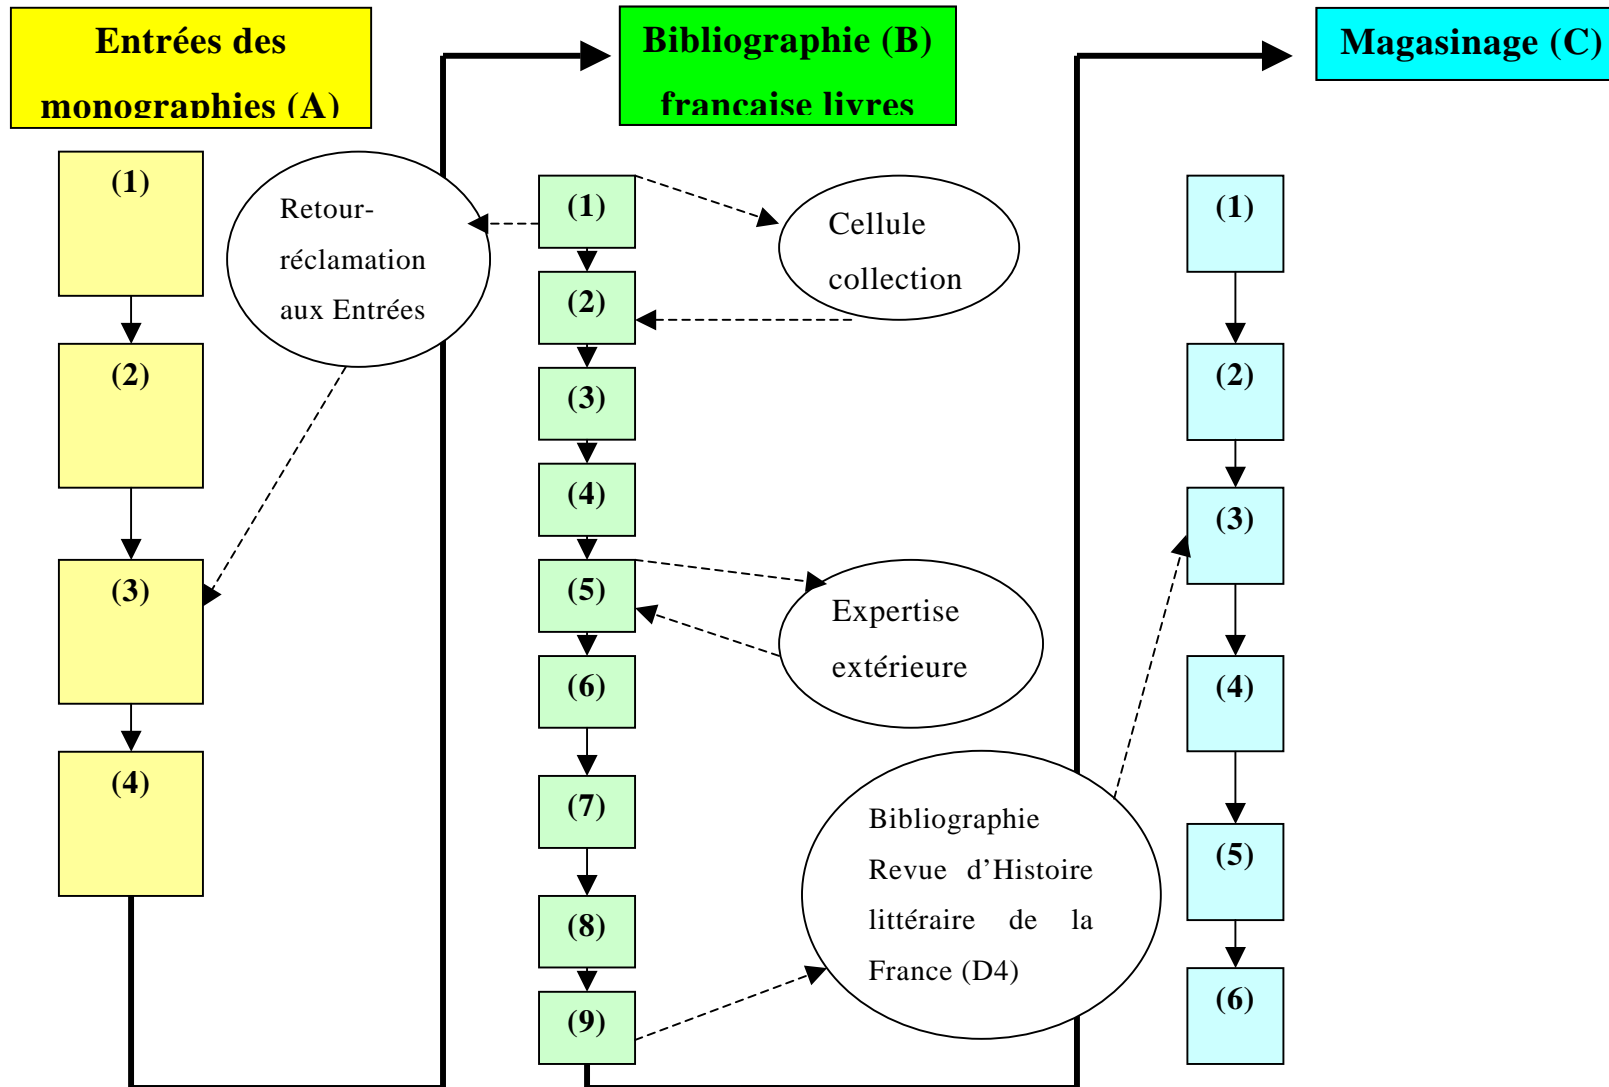 Entrées des
monographies (A)
Bibliographie (B)
française livres
Magasinage (C)
(1)
(2)
(3)
(4)
Retour-
réclamation
aux Entrées
(1)
(2)
(3)
(4)
(5)
(6)
(7)
(8)
(9)
Cellule
collection
Expertise
extérieure
Bibliographie
Revue d’Histoire
littéraire de la
France (D4)
(1)
(2)
(3)
(4)
(5)
(6)